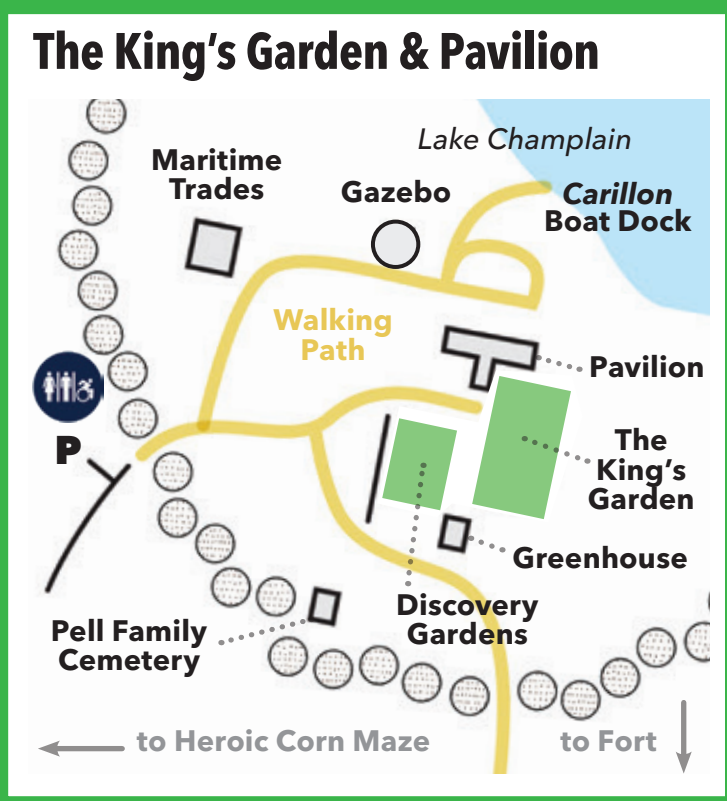 The King's Garden & Pavilion
Lake Champlain
Maritime
Trades
Gazebo
Carillon
Boat Dock
Walking
Path
Pavilion
P
The
King's
Garden
Greenhouse
Discovery
Gardens
Pell Family
Cemetery
to Heroic Corn Maze
to Fort